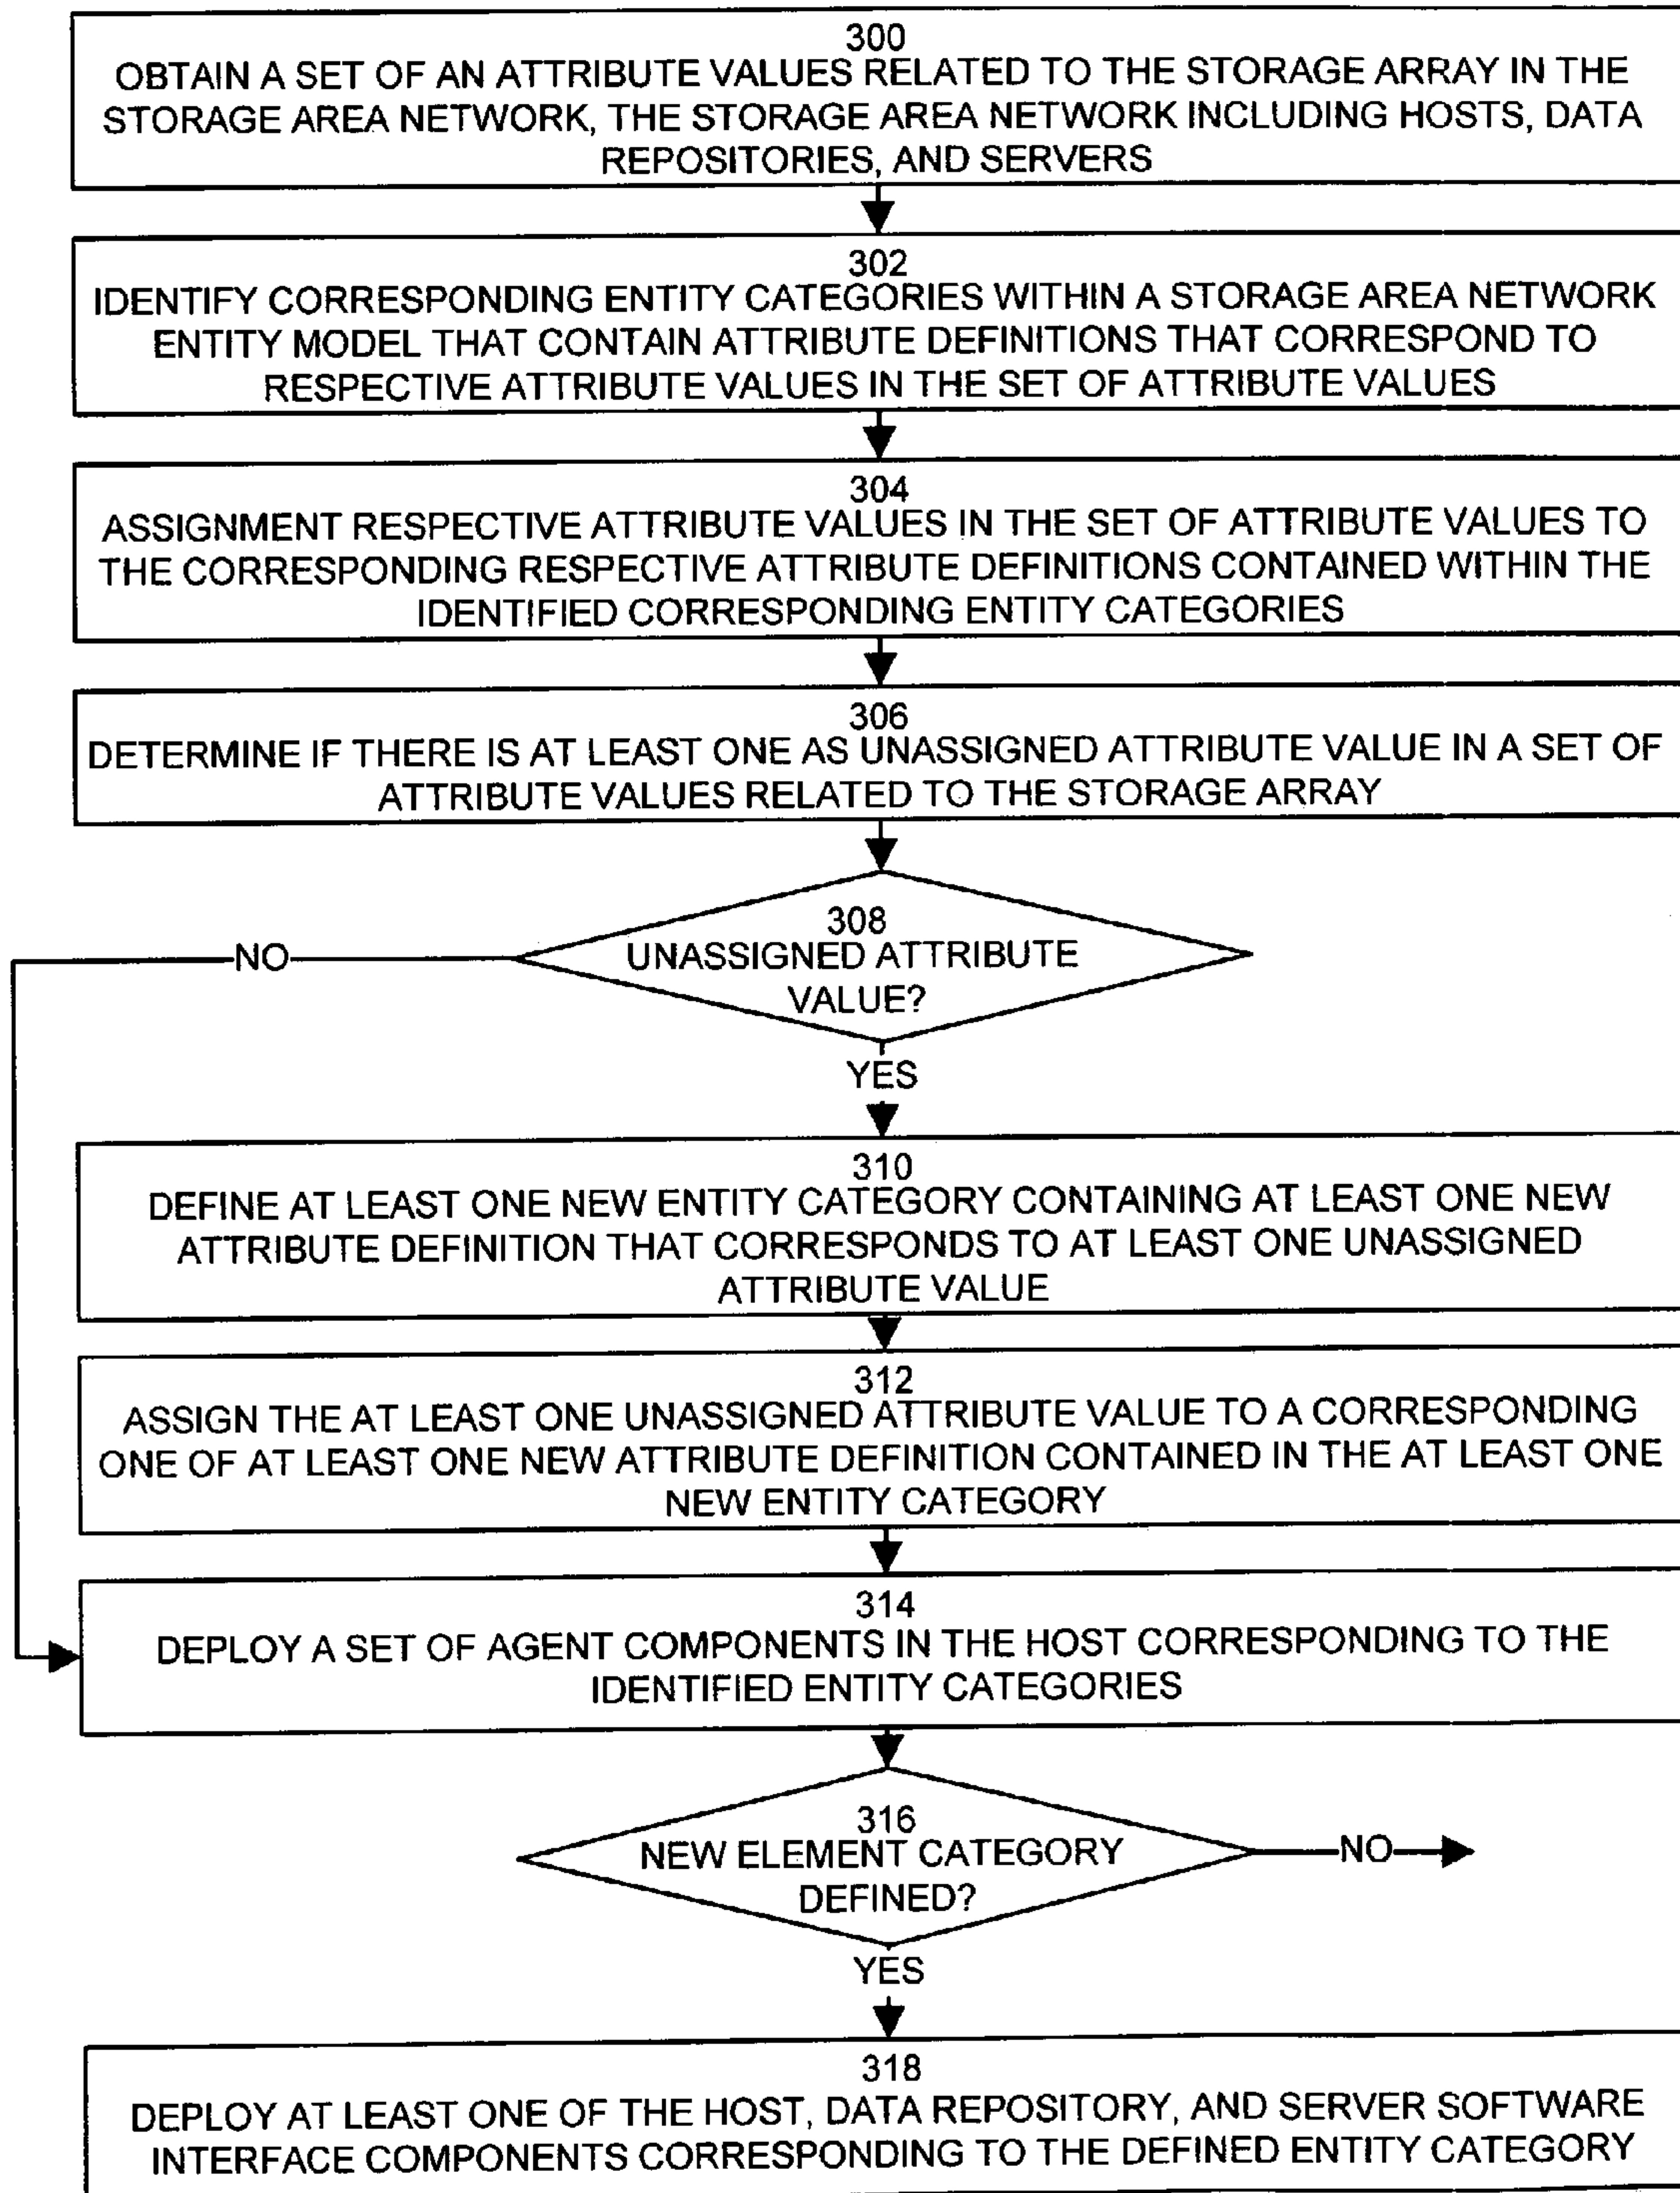 300
OBTAIN A SET OF AN ATTRIBUTE VALUES RELATED TO THE STORAGE ARRAY IN THE
STORAGE AREA NETWORK, THE STORAGE AREA NETWORK INCLUDING HOSTS, DATA
REPOSITORIES, AND SERVERS
302
IDENTIFY CORRESPONDING ENTITY CATEGORIES WITHIN A STORAGE AREA NETWORK
ENTITY MODEL THAT CONTAIN ATTRIBUTE DEFINITIONS THAT CORRESPOND TO
RESPECTIVE ATTRIBUTE VALUES IN THE SET OF ATTRIBUTE VALUES
304
ASSIGNMENT RESPECTIVE ATTRIBUTE VALUES IN THE SET OF ATTRIBUTE VALUES TO
THE CORRESPONDING RESPECTIVE ATTRIBUTE DEFINITIONS CONTAINED WITHIN THE
IDENTIFIED CORRESPONDING ENTITY CATEGORIES
306
DETERMINE IF THERE IS AT LEAST ONE AS UNASSIGNED ATTRIBUTE VALUE IN A SET OF
ATTRIBUTE VALUES RELATED TO THE STORAGE ARRAY
308
UNASSIGNED ATTRIBUTE
VALUE?
NO
YES
310
DEFINE AT LEAST ONE NEW ENTITY CATEGORY CONTAINING AT LEAST ONE NEW
ATTRIBUTE DEFINITION THAT CORRESPONDS TO AT LEAST ONE UNASSIGNED
ATTRIBUTE VALUE
312
ASSIGN THE AT LEAST ONE UNASSIGNED ATTRIBUTE VALUE TO A CORRESPONDING
ONE OF AT LEAST ONE NEW ATTRIBUTE DEFINITION CONTAINED IN THE AT LEAST ONE
NEW ENTITY CATEGORY
314
DEPLOY A SET OF AGENT COMPONENTS IN THE HOST CORRESPONDING TO THE
IDENTIFIED ENTITY CATEGORIES
316
NEW ELEMENT CATEGORY
DEFINED?
NO
YES
318
DEPLOY AT LEAST ONE OF THE HOST, DATA REPOSITORY, AND SERVER SOFTWARE
INTERFACE COMPONENTS CORRESPONDING TO THE DEFINED ENTITY CATEGORY